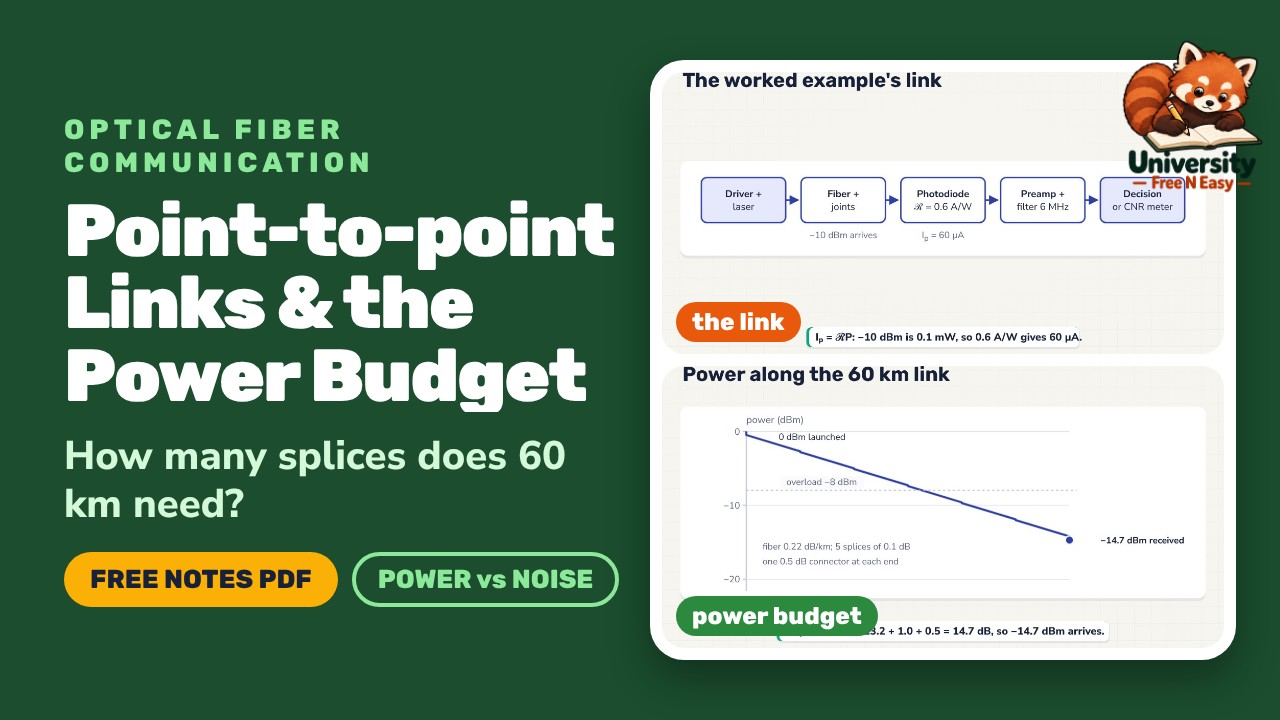 OPTICAL FIBER
COMMUNICATION
Point-to-point
Links & the
Power Budget
How many splices does 60
km need?
FREE NOTES PDF
POWER vs NOISE
The worked example's link
University
Free N Easy
Driver +
laser
Fiber +
joints
Photodiode
ℛ = 0.6 A/W
Preamp +
filter 6 MHz
Decision
or CNR meter
−10 dBm arrives
Iₚ = 60 µA
the link
Iₚ = ℛP: −10 dBm is 0.1 mW, so 0.6 A/W gives 60 µA.
Power along the 60 km link
power (dBm)
0
0 dBm launched
overload −8 dBm
−10
fiber 0.22 dB/km; 5 splices of 0.1 dB
one 0.5 dB connector at each end
−14.7 dBm received
−20
power budget
3.2 + 1.0 + 0.5 = 14.7 dB, so −14.7 dBm arrives.